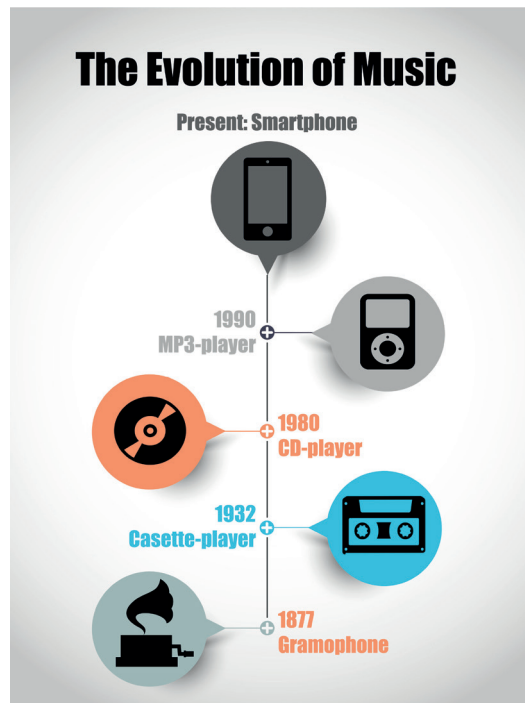 The Evolution of Music
Present: Smartphone
1990
MP3-player
1980
CD-player
1932
Casette-player
1877
Gramophone